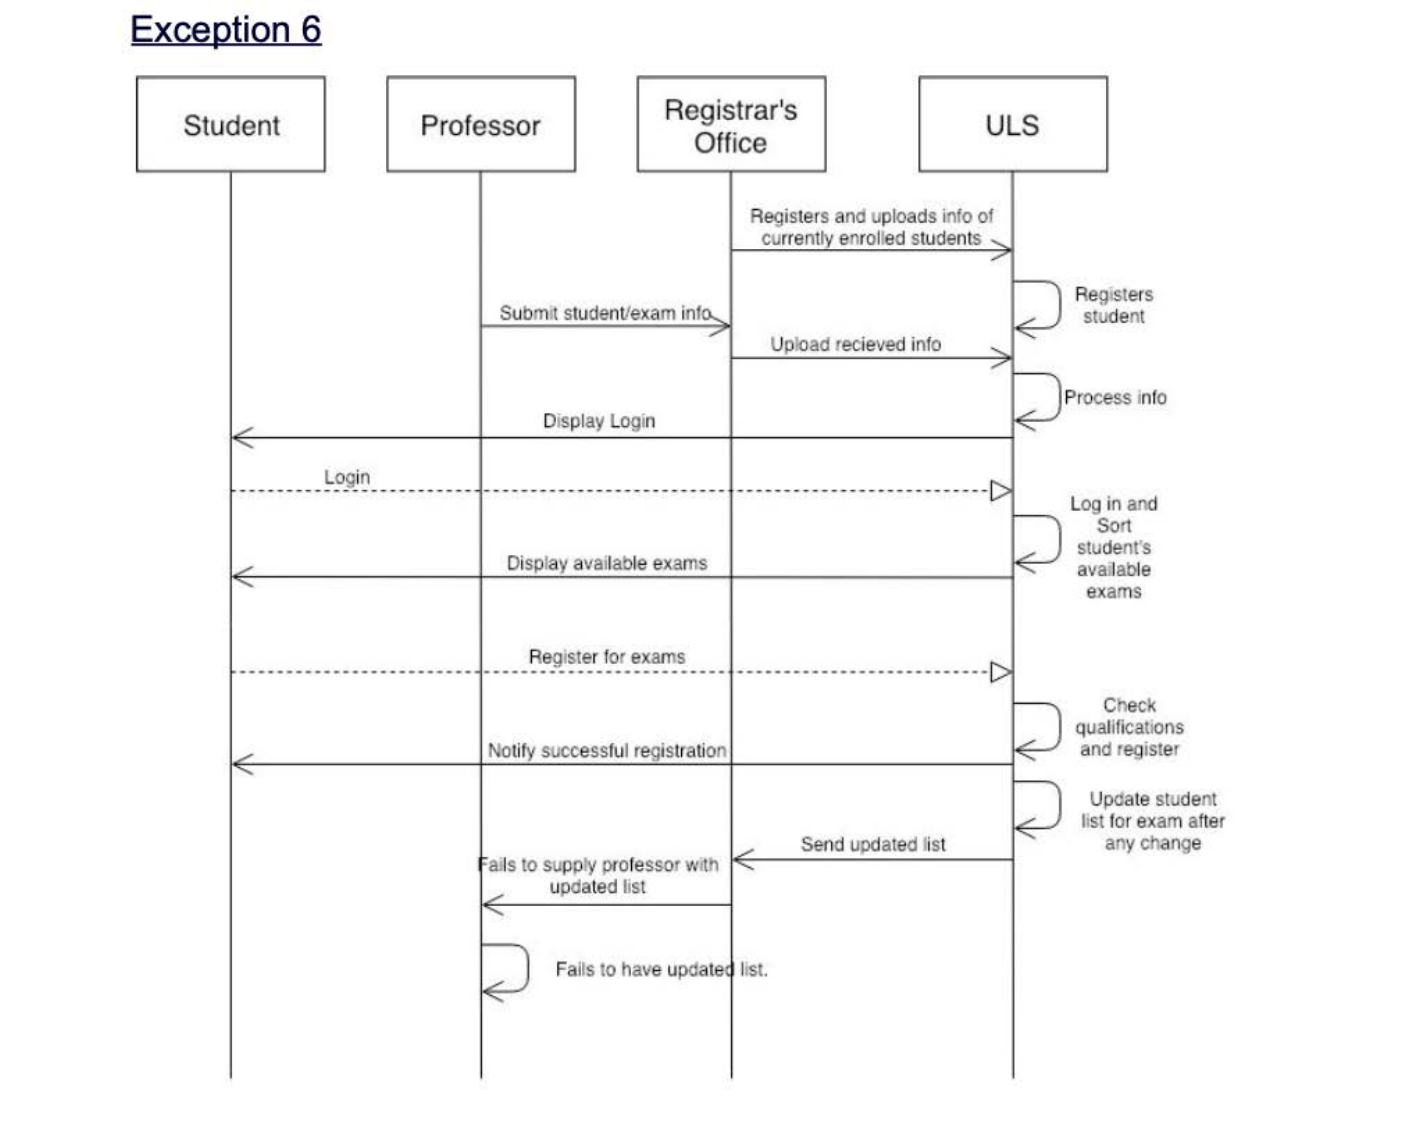 Exception 6
Student
Professor
Registrar's
Office
ULS
Registers and uploads info of
currently enrolled students
Registers
student
Submit student/exam info
Upload recieved info
Process info
Display Login
Login
Log in and
Sort
student's
available
exams
Display available exams
Register for exams
Check
qualifications
and register
Notify successful registration
Update student
list for exam after
any change
Send updated list
Fails to supply professor with
updated list
Fails to have updated list.